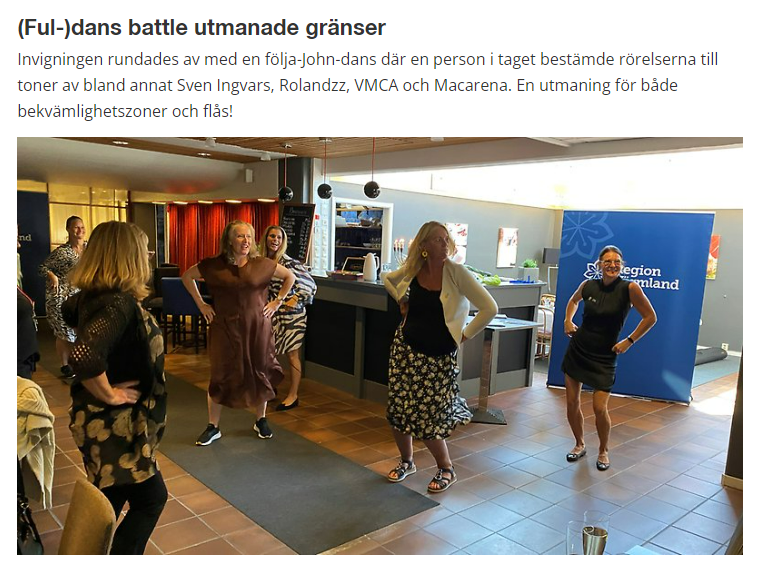 (Ful-)dans battle utmanade gränser
Invigningen rundades av med en följa-John-dans där en person i taget bestämde rörelserna till
toner av bland annat Sven Ingvars, Rolandzz, VMCA och Macarena. En utmaning för både
bekvämlighetszoner och flås!
nland
Region
rmland